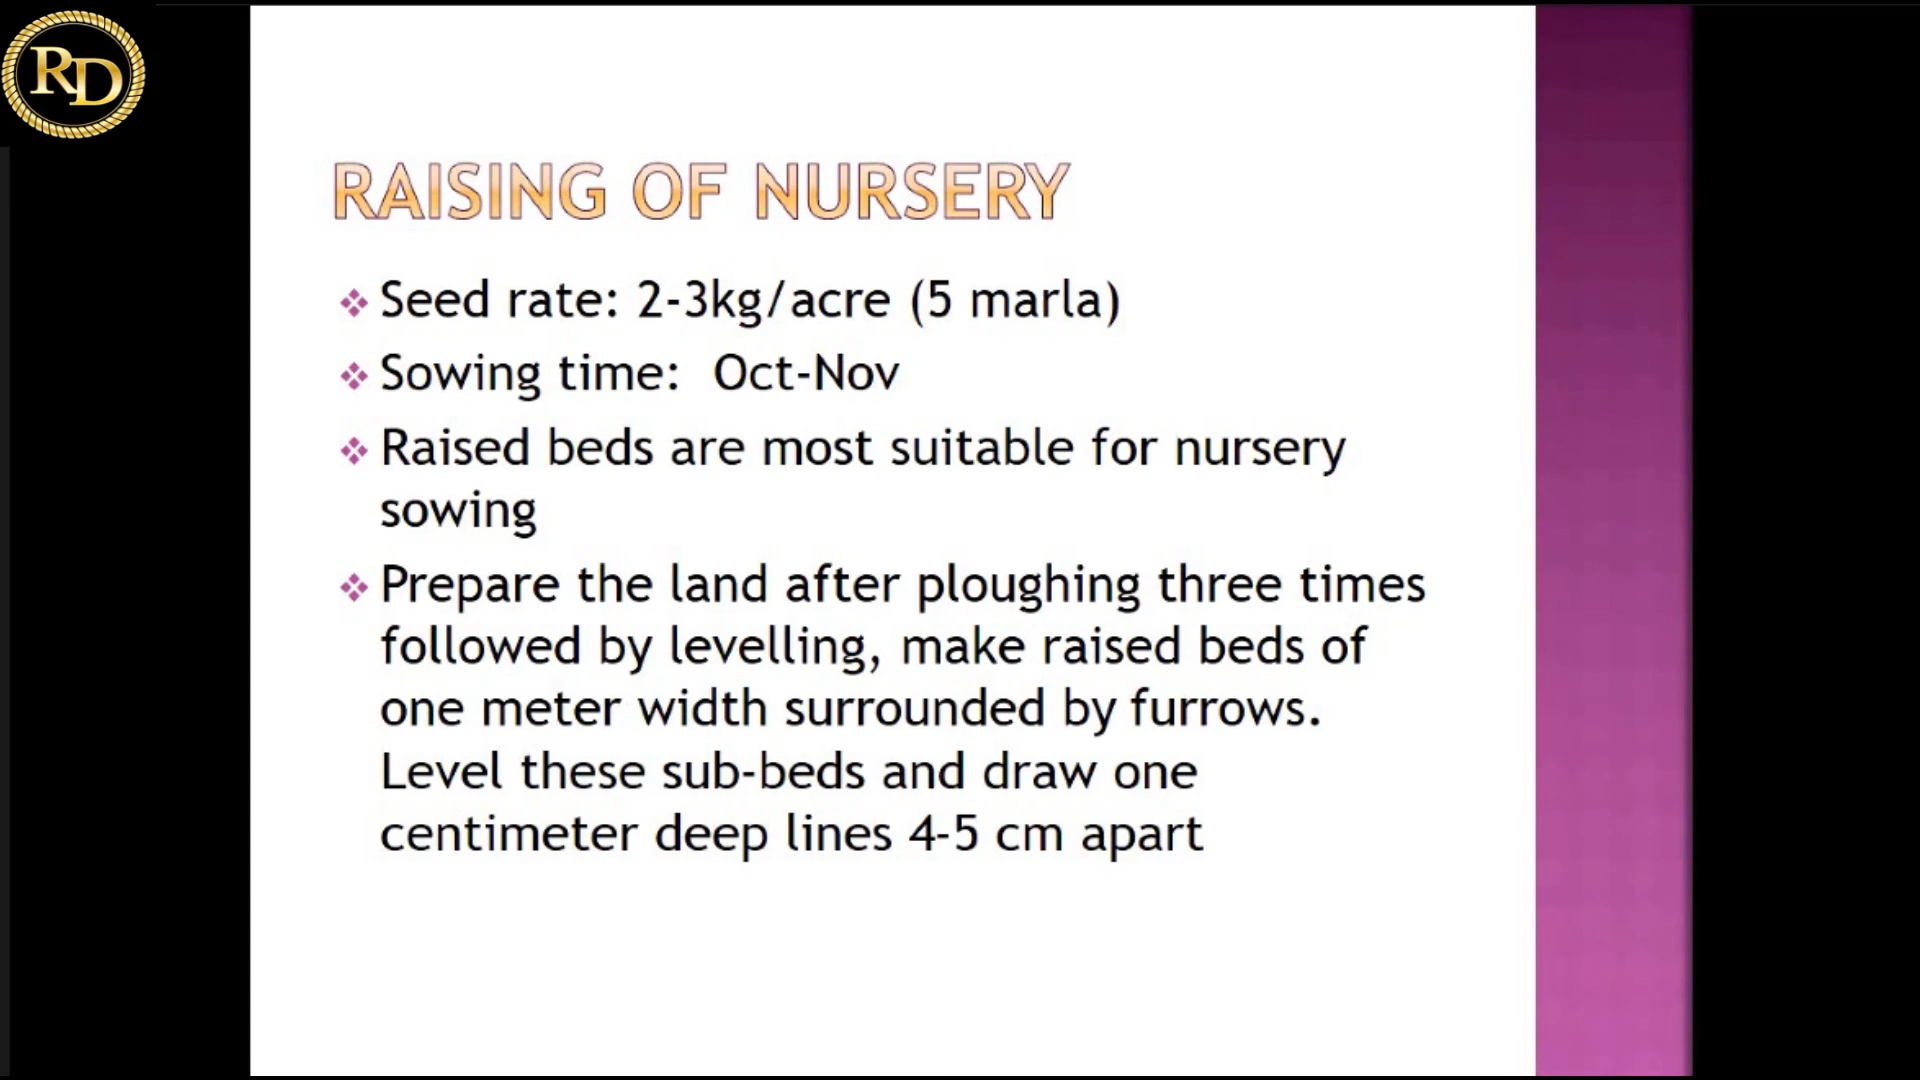 RD
RAISING OF NURSERY
Seed rate: 2-3kg/acre (5 marla)
Sowing time: Oct-Nov
Raised beds are most suitable for nursery
sowing
Prepare the land after ploughing three times
followed by levelling, make raised beds of
one meter width surrounded by furrows.
Level these sub-beds and draw one
centimeter deep lines 4-5 cm apart